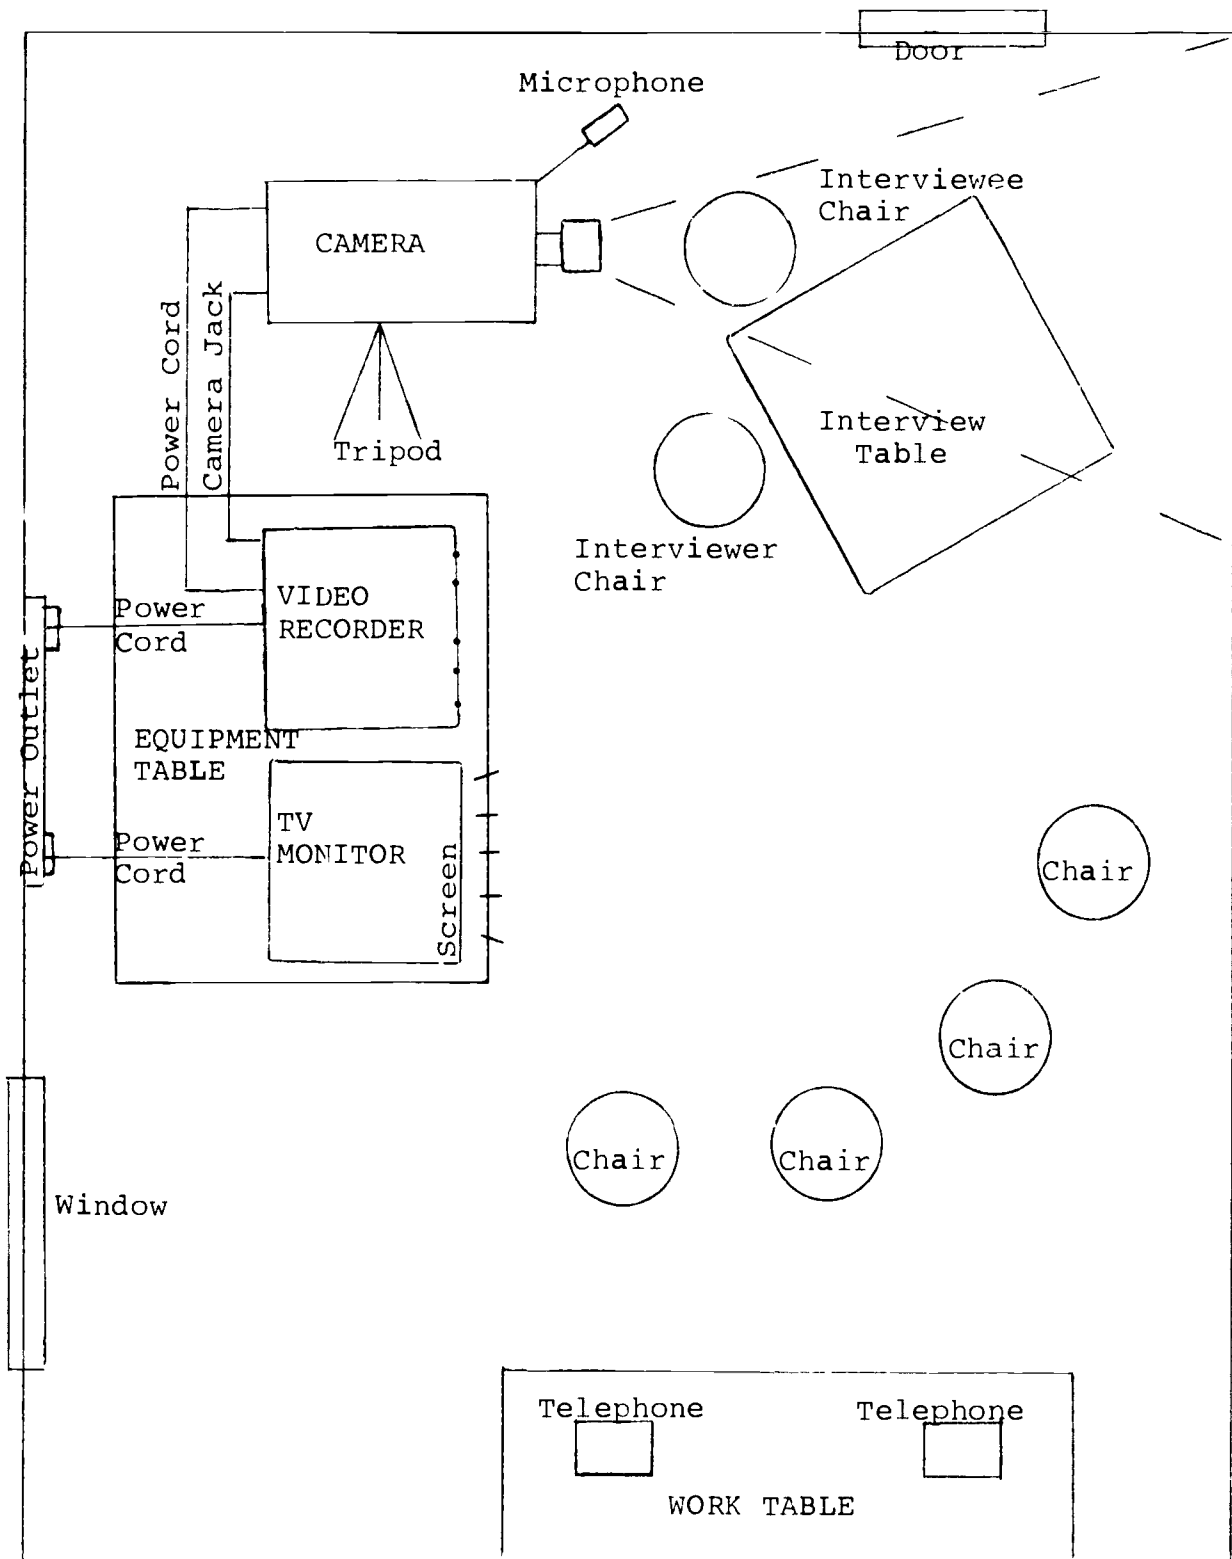 Door
Microphone
Interviewee
Chair
CAMERA
Power Cord
Camera Jack
Tripod
Interview
Table
Interviewer
Chair
VIDEO
RECORDER
Power
Cord
Power Outlet
EQUIPMENT
TABLE
TV
MONITOR
Screen
Power
Cord
Chair
Chair
Chair
Chair
Window
Telephone
Telephone
WORK TABLE